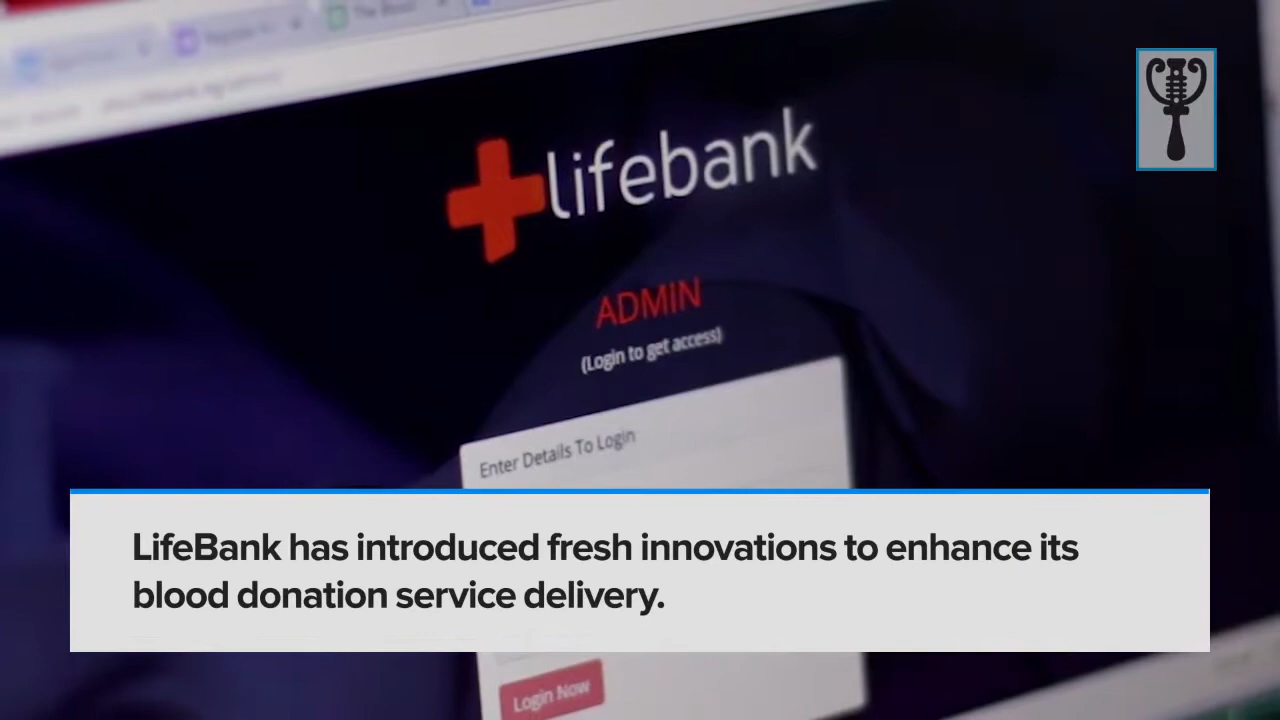 lifebank
ADMIN
(Login to get access)
Enter Details To Login
LifeBank has introduced fresh innovations to enhance its
blood donation service delivery.
Login Now